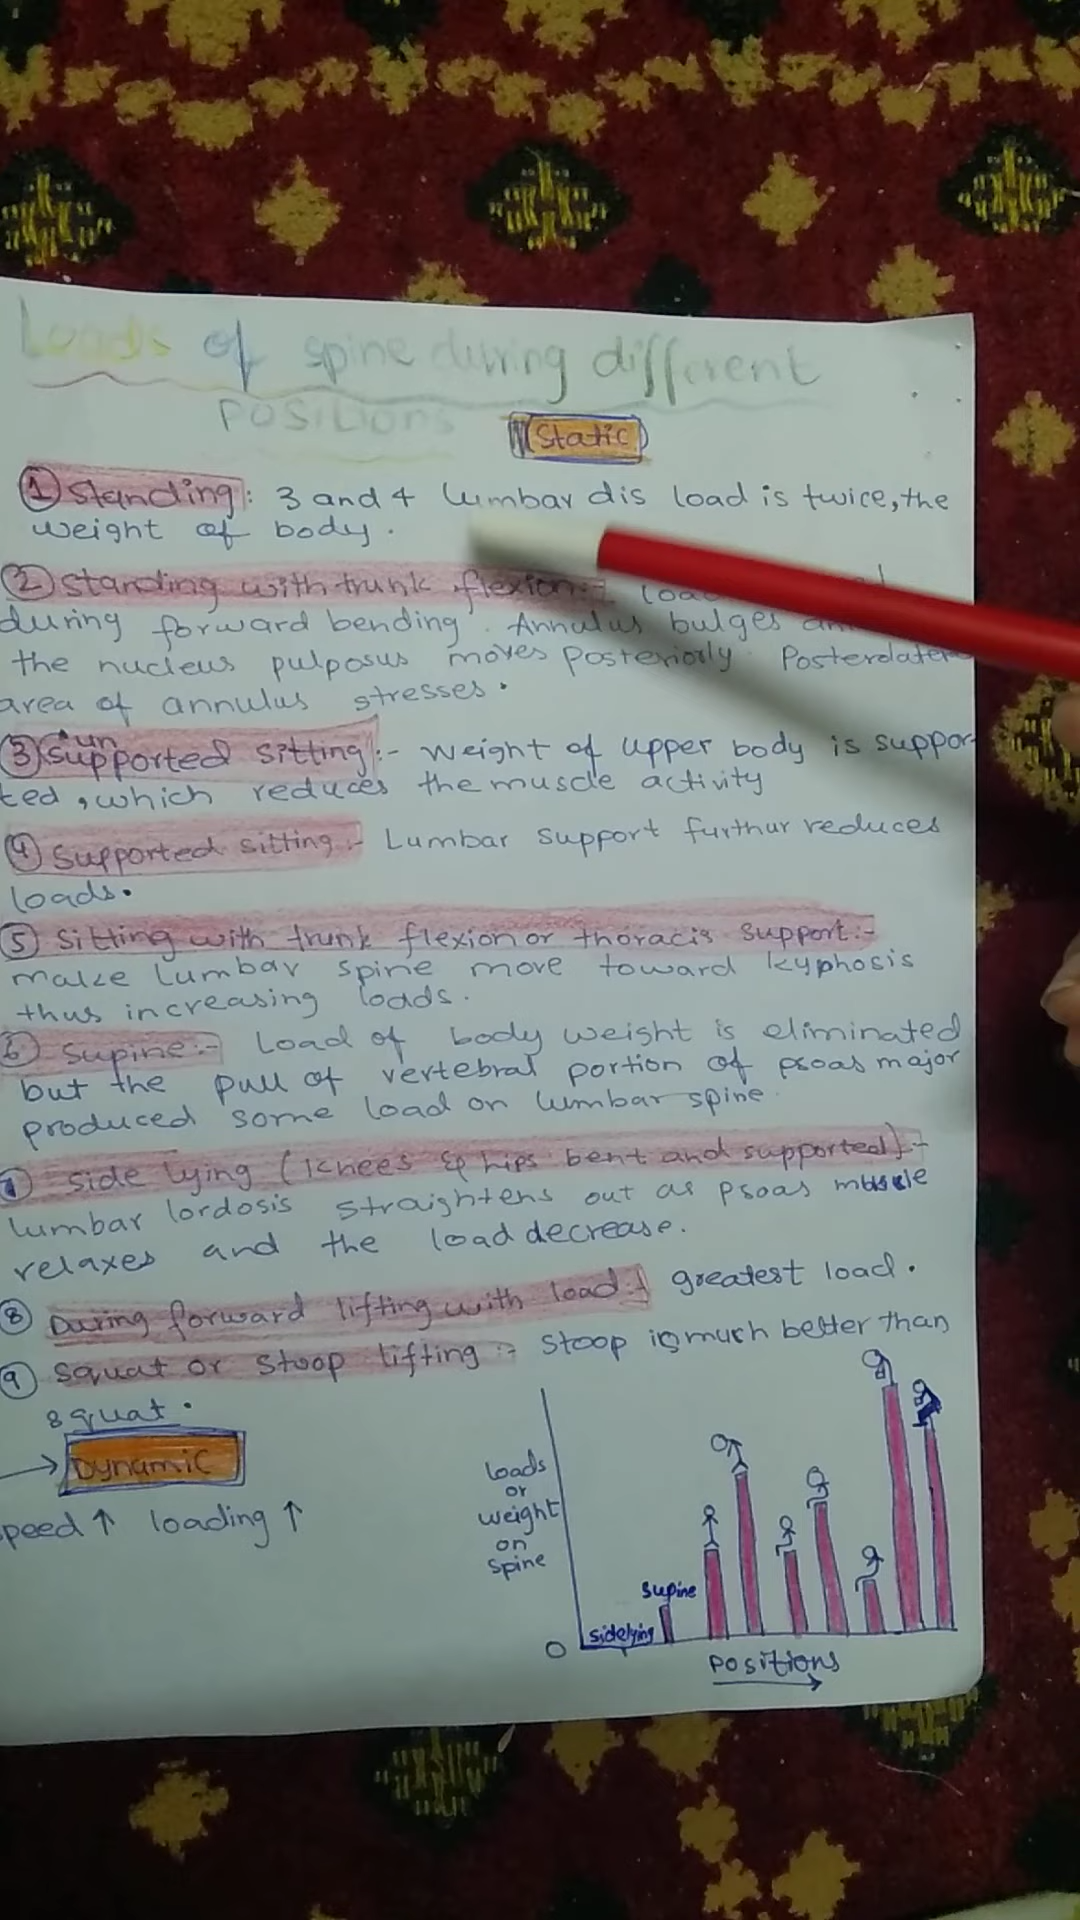 Loads of spine during different
positions
Static
① Standing: 3 and 4 lumbar dis load is twice, the
weight of body.
② Standing with trunk flexion:-
during forward bending. Annulus bulges
the nucleus pulposus moves posteriorly. Posterolater
area of annulus stresses.
③ Sunpported sitting:- weight of upper body is suppor-
ted, which reduces the muscle activity
④ Supported sitting:- Lumbar support furthur reduces
loads.
⑤ Sitting with trunk flexion or thoracis support:-
make lumbar spine more toward kyphosis
thus increasing loads.
⑥ Supine:- Load of body weight is eliminated
but the pull of vertebral portion of psoas major
produced some load on lumbar spine.
⑦ Side lying (knees & hips bent and supported):-
lumbar lordosis straightens out as psoas muscle
relaxes and the load decrease.
⑧ During forward lifting with load:- greatest load.
⑨ Squat or stoop lifting:- stoop is much better than
squat.
→ Dynamic
peed ↑ loading ↑
Loads
or
weight
on
spine
Supine
sidelying
0
Positions →